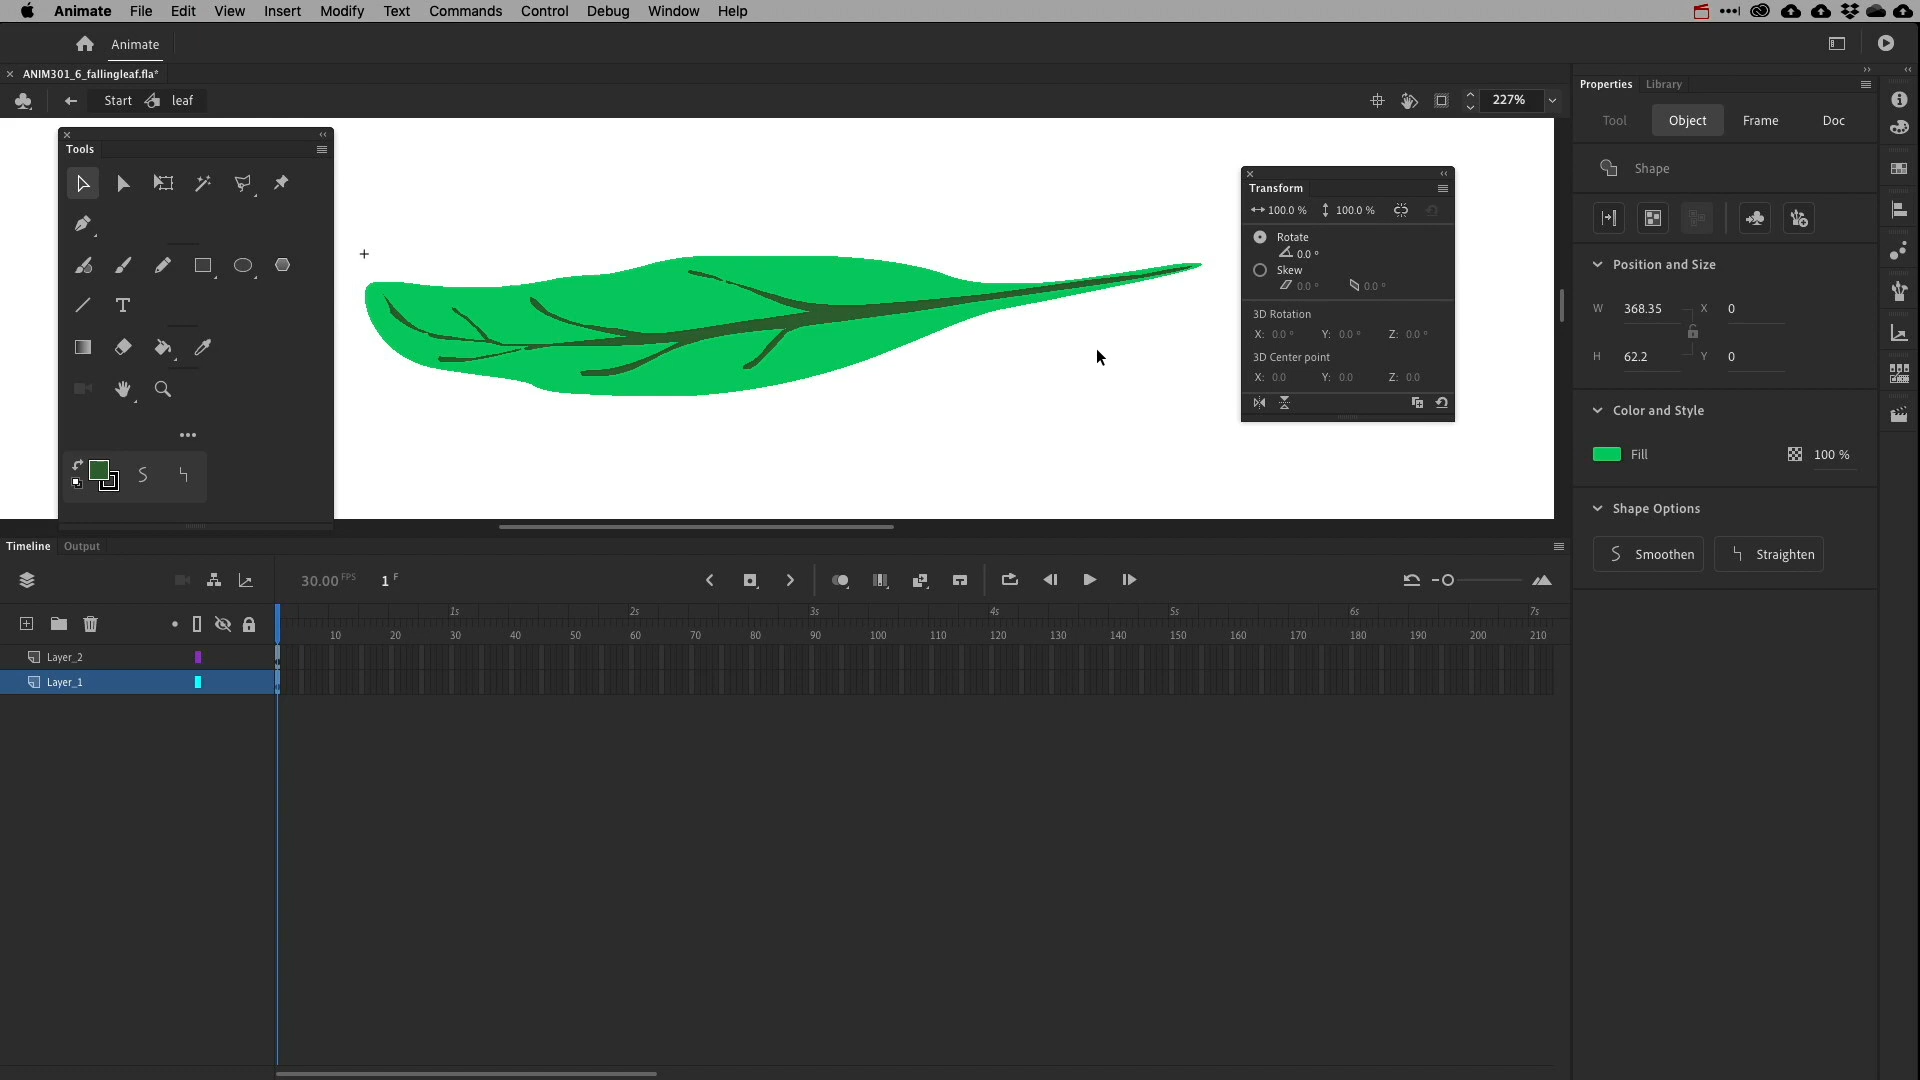 Animate File Edit View Insert Modify Text Commands Control Debug Window Help
Animate
ANIM301_6_fallingleaf.fla*
Start leaf
227%
Tools
T
Transform
100.0 % 100.0 %
Rotate
0.0 °
Skew
0.0 ° 0.0 °
3D Rotation
X: 0.0 ° Y: 0.0 ° Z: 0.0 °
3D Center point
X: 0.0 Y: 0.0 Z: 0.0
Properties Library
Tool Object Frame Doc
Shape
Position and Size
W 368.35 X 0
H 62.2 Y 0
Color and Style
Fill 100 %
Shape Options
Smoothen Straighten
Timeline Output
30.00 FPS 1 F
1s 2s 3s 4s 5s 6s 7s
10 20 30 40 50 60 70 80 90 100 110 120 130 140 150 160 170 180 190 200 210
Layer_2
Layer_1